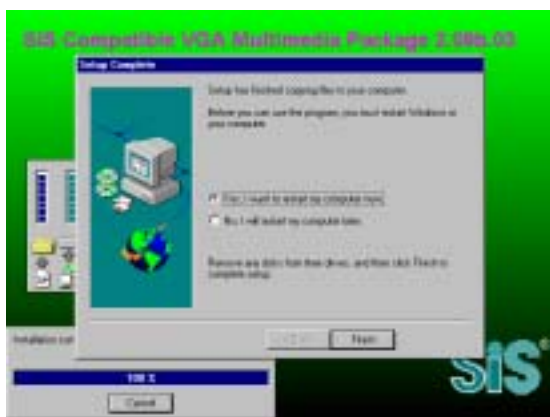 SiS Compatible VGA Multimedia Package 2.09b.03
Setup Complete
Setup has finished copying files to your computer.
Before you can use the program, you must restart Windows or
your computer.
Yes, I want to restart my computer now.
No, I will restart my computer later.
Remove any disks from their drives, and then click Finish to
complete setup.
Finish
100 %
Cancel
SiS